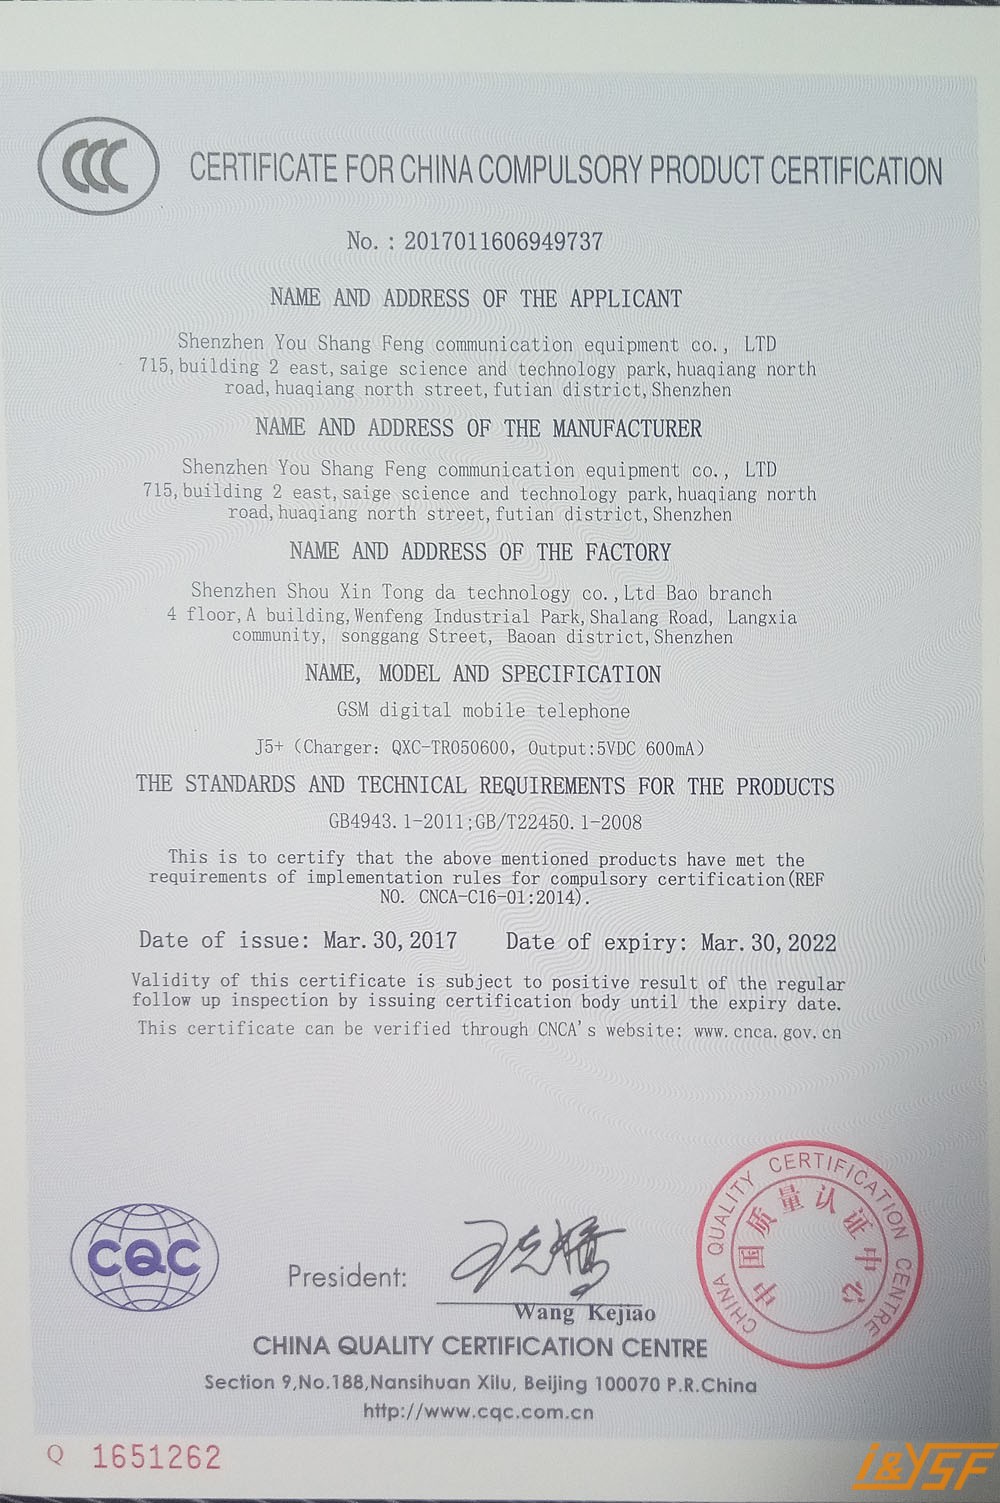 CCC
CERTIFICATE FOR CHINA COMPULSORY PRODUCT CERTIFICATION
No. : 2017011606949737
NAME AND ADDRESS OF THE APPLICANT
Shenzhen You Shang Feng communication equipment co., LTD
715,building 2 east,saige science and technology park,huaqiang north
road,huaqiang north street,futian district,Shenzhen
NAME AND ADDRESS OF THE MANUFACTURER
Shenzhen You Shang Feng communication equipment co., LTD
715,building 2 east,saige science and technology park,huaqiang north
road,huaqiang north street,futian district,Shenzhen
NAME AND ADDRESS OF THE FACTORY
Shenzhen Shou Xin Tong da technology co.,Ltd Bao branch
4 floor,A building,Wenfeng Industrial Park,Shalang Road, Langxia
community, songgang Street, Baoan district,Shenzhen
NAME, MODEL AND SPECIFICATION
GSM digital mobile telephone
J5+ (Charger: QXC-TR050600, Output:5VDC 600mA)
THE STANDARDS AND TECHNICAL REQUIREMENTS FOR THE PRODUCTS
GB4943.1-2011;GB/T22450.1-2008
This is to certify that the above mentioned products have met the
requirements of implementation rules for compulsory certification(REF
NO. CNCA-C16-01:2014).
Date of issue: Mar.30,2017 Date of expiry: Mar.30,2022
Validity of this certificate is subject to positive result of the regular
follow up inspection by issuing certification body until the expiry date.
This certificate can be verified through CNCA's website: www.cnca.gov.cn
CHINA QUALITY CERTIFICATION CENTRE
中国质量认证中心
CQC
President:
王克娇
Wang Kejiao
CHINA QUALITY CERTIFICATION CENTRE
Section 9,No.188,Nansihuan Xilu, Beijing 100070 P.R.China
http://www.cqc.com.cn
Q 1651262
I&YSF